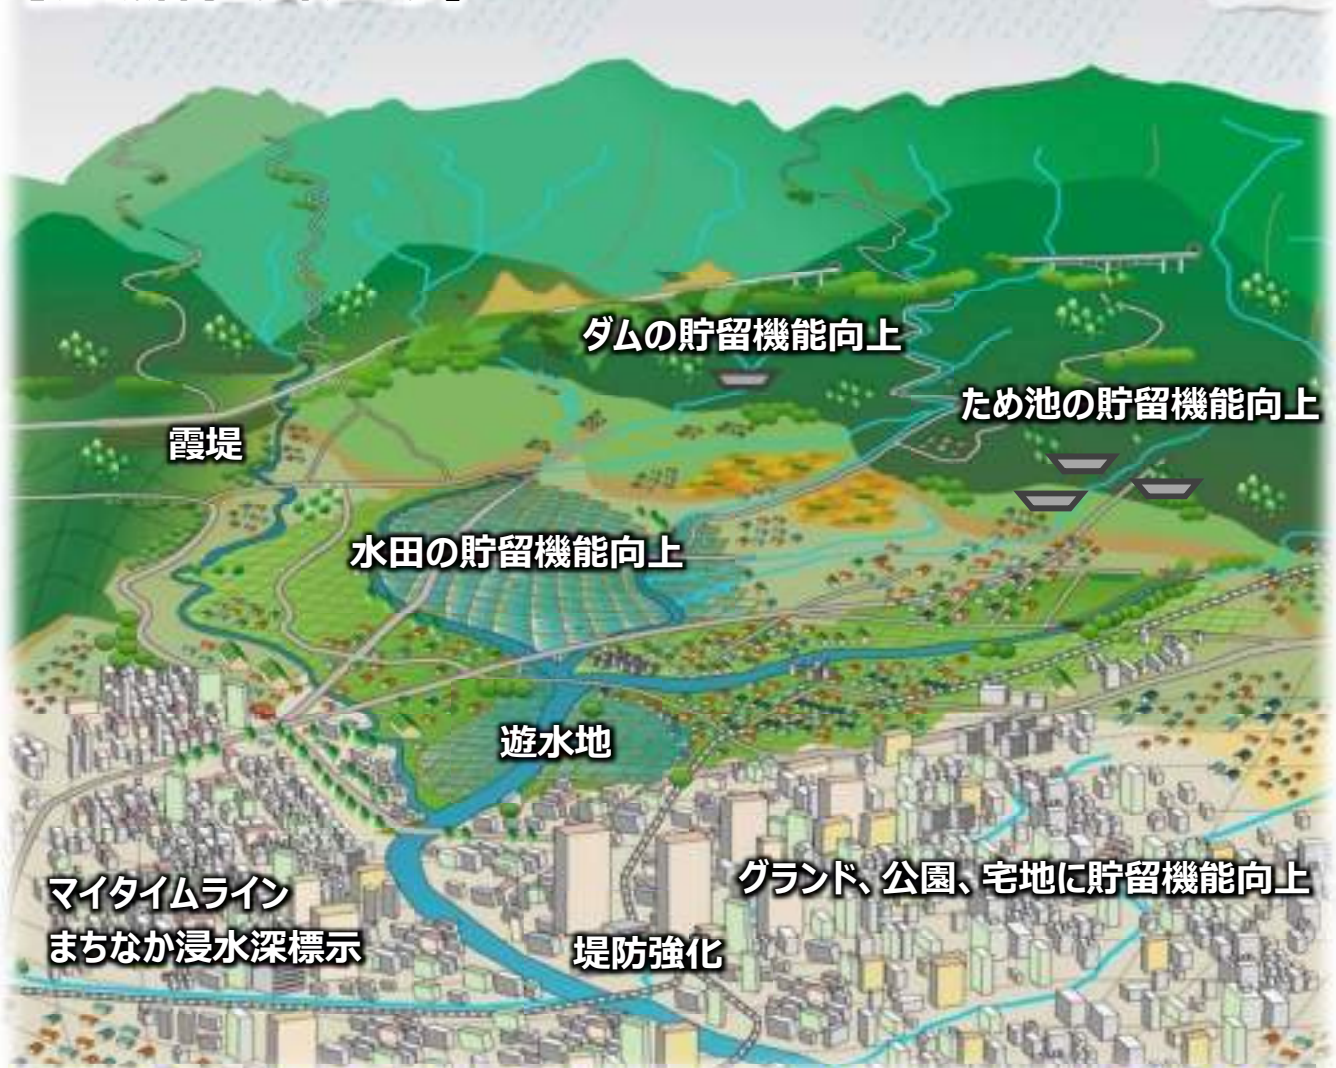 ダムの貯留機能向上
ため池の貯留機能向上
霞堤
水田の貯留機能向上
遊水地
グランド、公園、宅地に貯留機能向上
マイタイムライン
まちなか浸水深標示
堤防強化